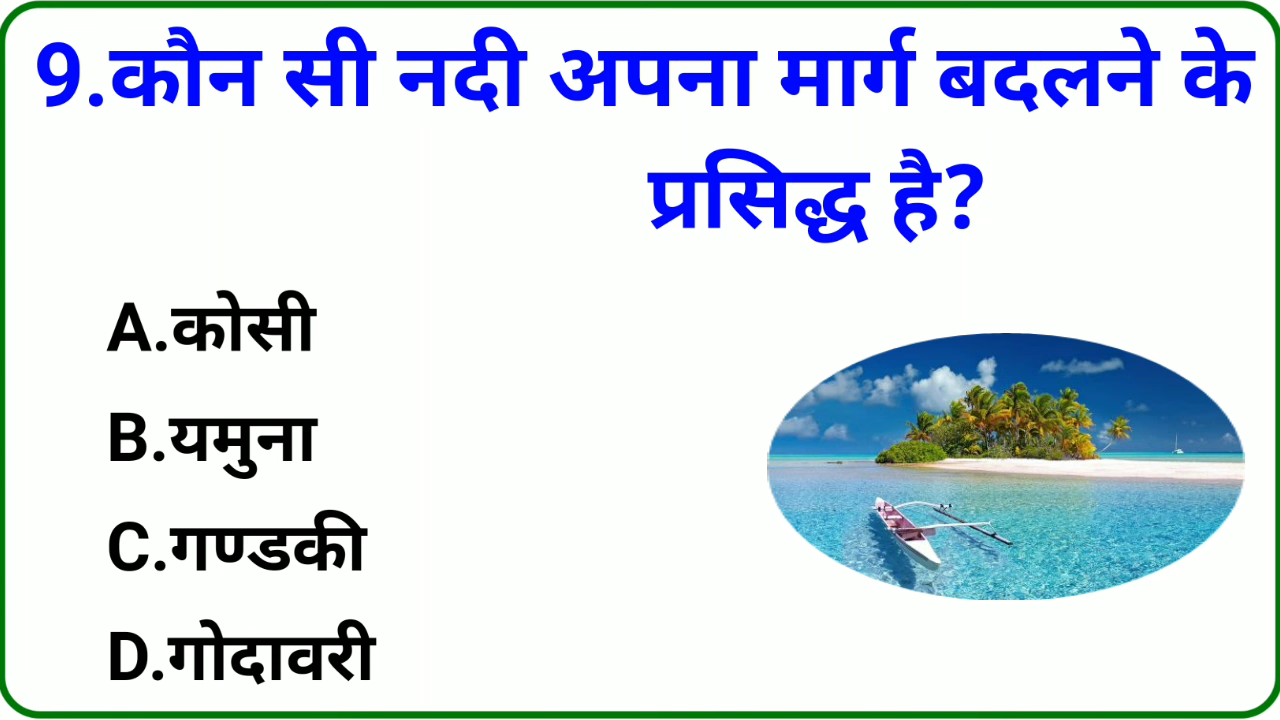 9.कौन सी नदी अपना मार्ग बदलने के
प्रसिद्ध है?
A.कोसी
B.यमुना
C.गण्डकी
D.गोदावरी